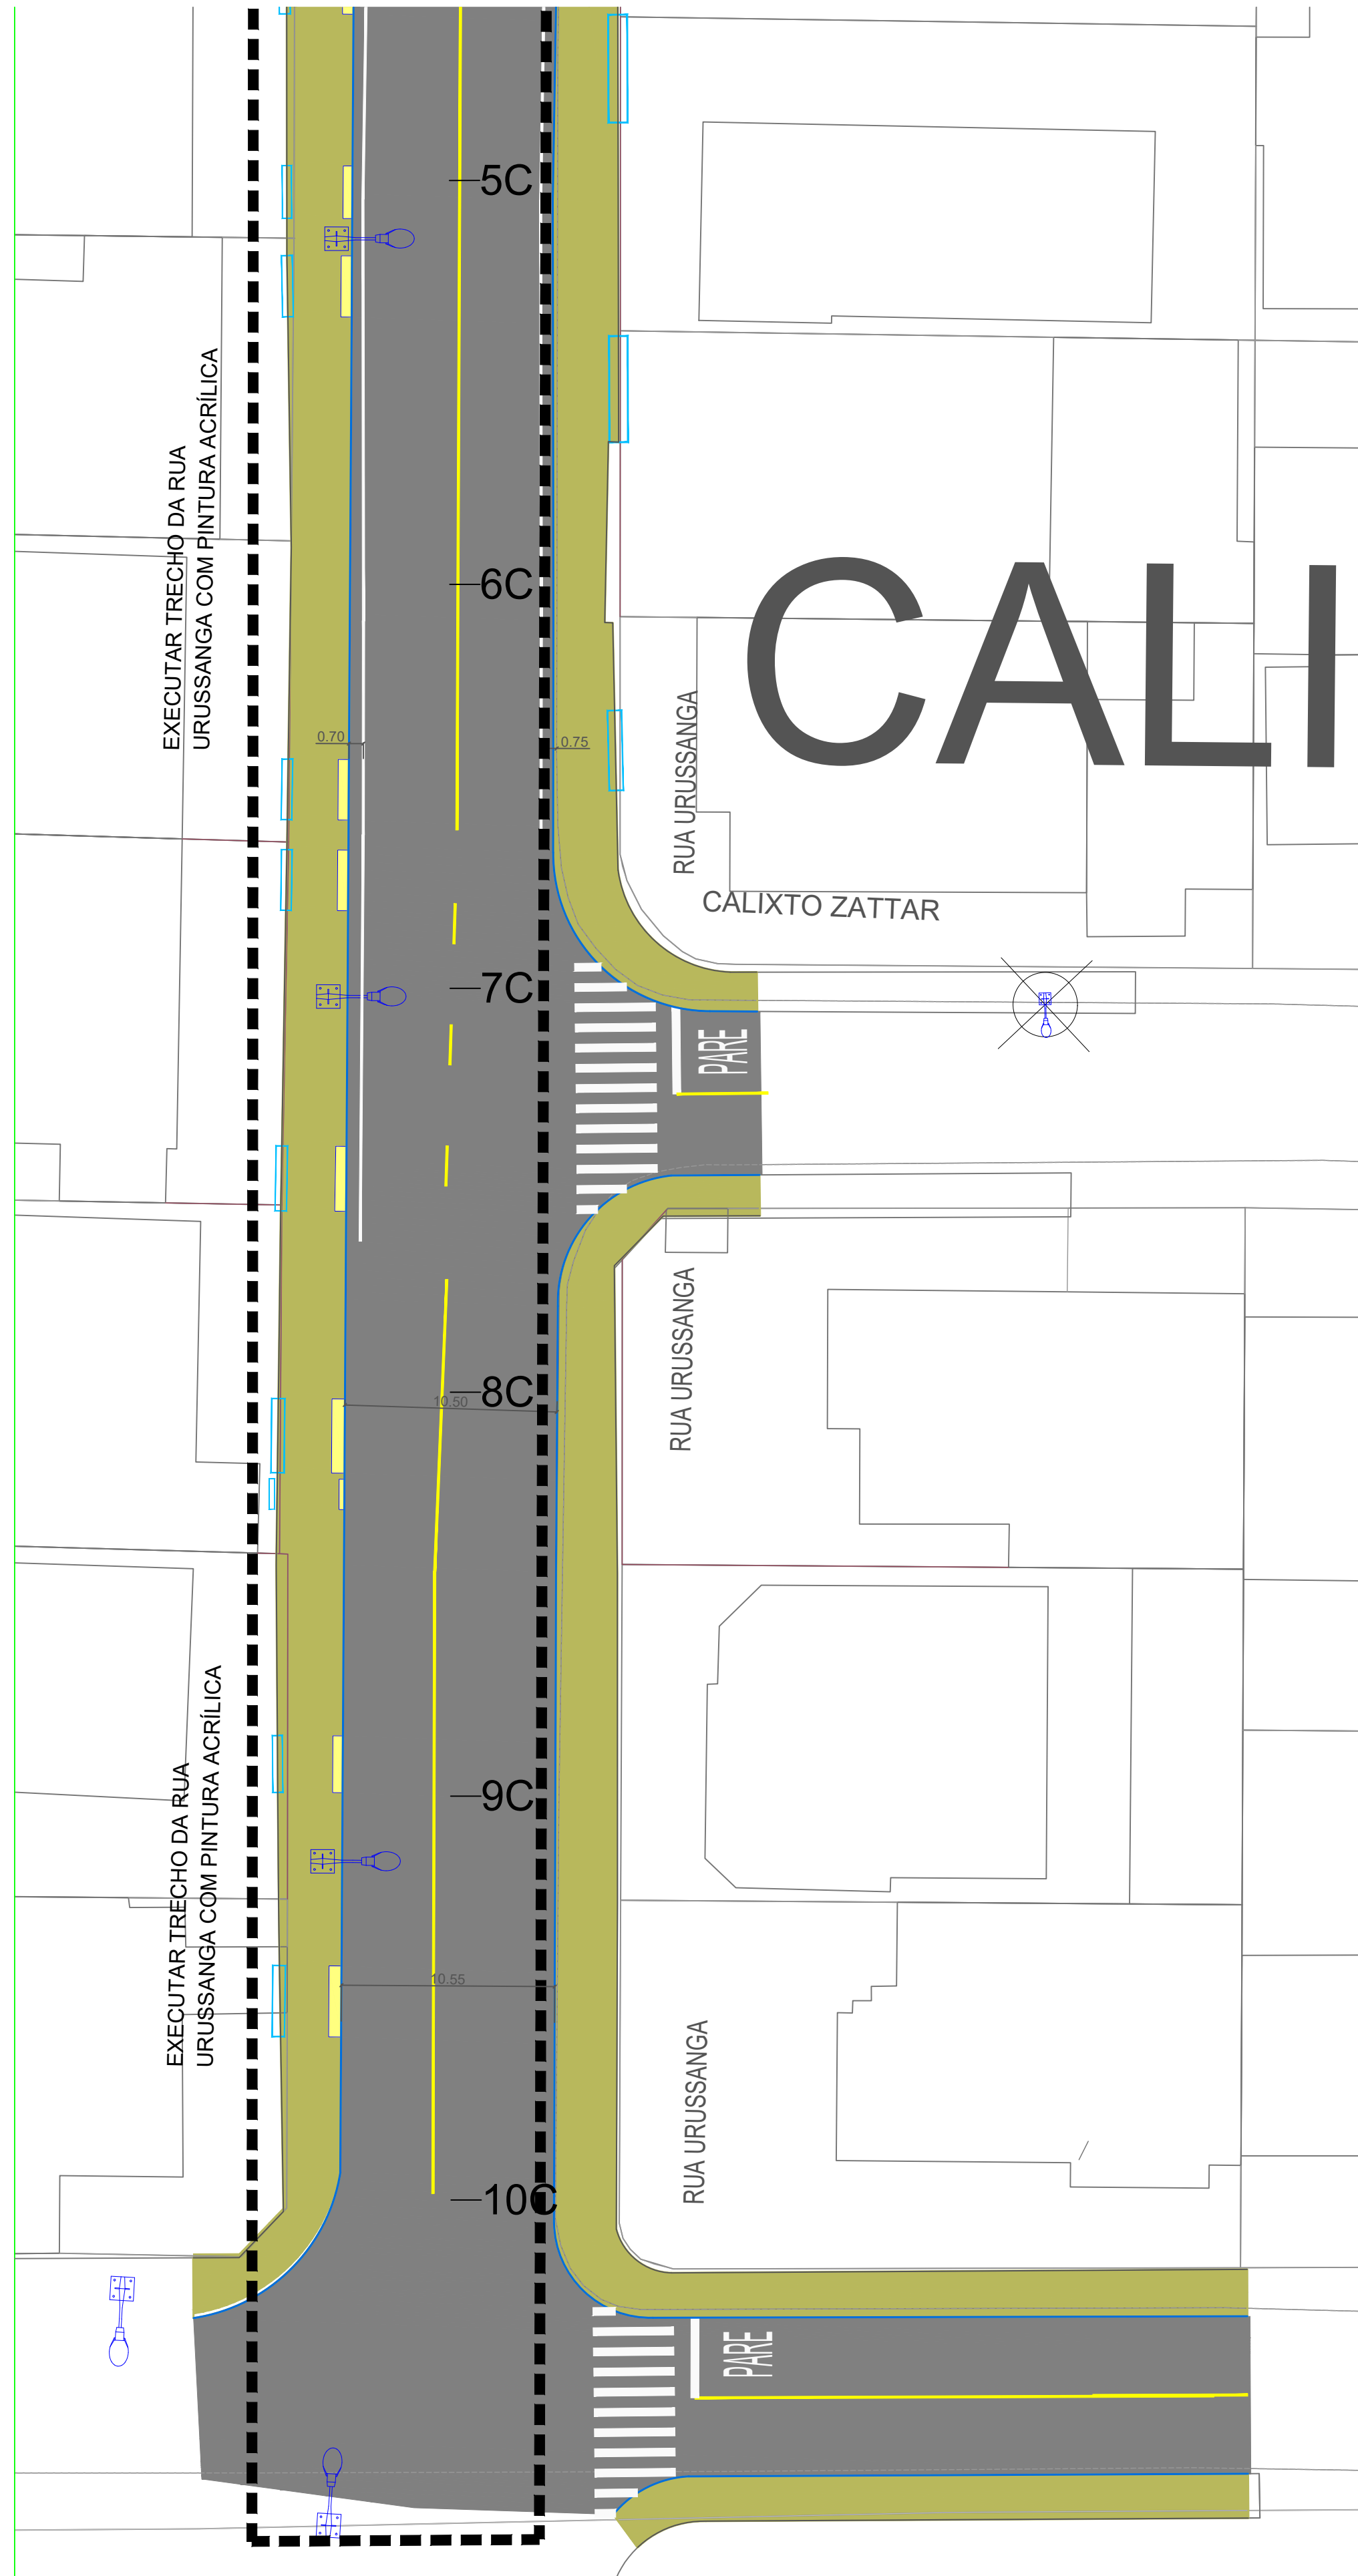 5C
EXECUTAR TRECHO DA RUA
URUSSANGA COM PINTURA ACRÍLICA
6C
CALI
0.70
0.75
RUA URUSSANGA
CALIXTO ZATTAR
7C
PARE
RUA URUSSANGA
8C
10.50
EXECUTAR TRECHO DA RUA
URUSSANGA COM PINTURA ACRÍLICA
9C
10.55
RUA URUSSANGA
10C
PARE